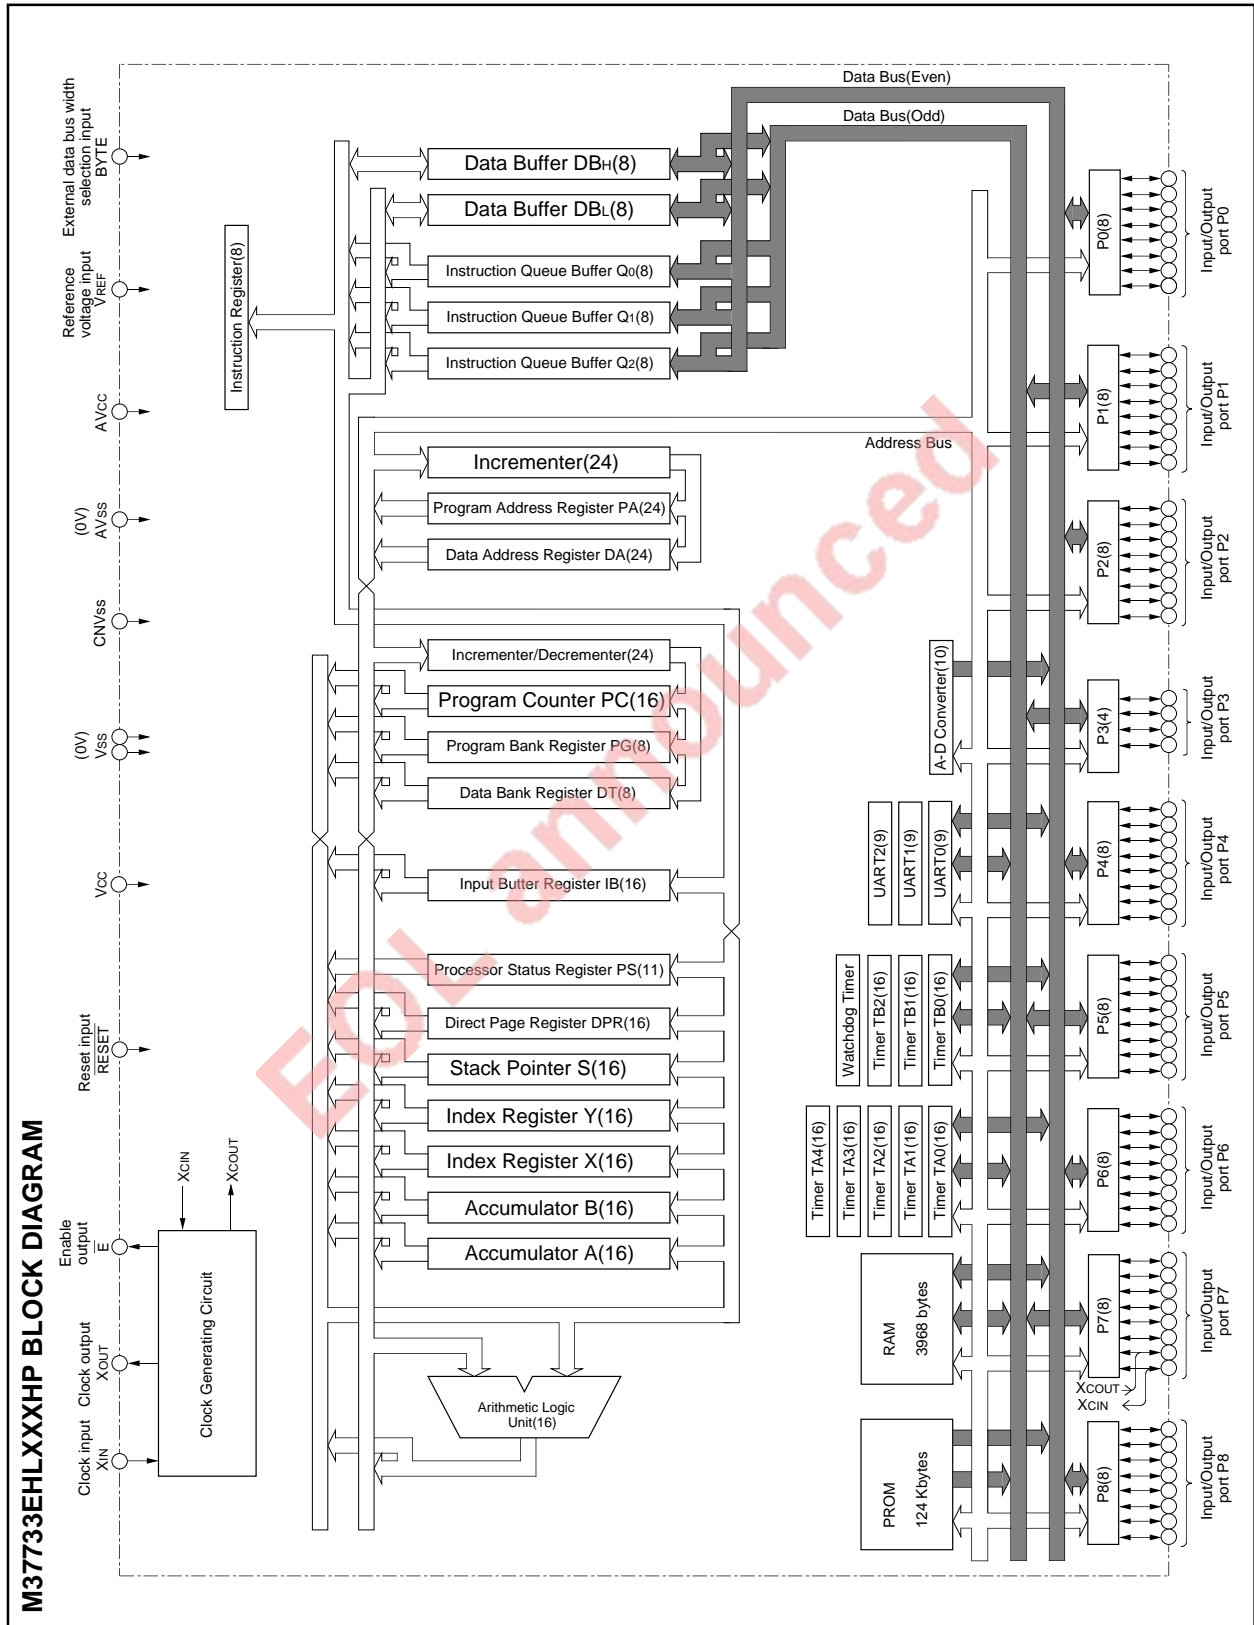 M37733EHLXXXHP BLOCK DIAGRAM
External data bus width
selection input
BYTE
Reference
voltage input
VREF
AVCC
(0V)
AVSS
CNVSS
(0V)
VSS
VCC
Reset input
RESET
Enable
output
E
Clock output
XOUT
Clock input
XIN
XCIN
XCOUT
Clock Generating Circuit
Instruction Register(8)
Data Bus(Even)
Data Bus(Odd)
Data Buffer DBH(8)
Data Buffer DBL(8)
Instruction Queue Buffer Q0(8)
Instruction Queue Buffer Q1(8)
Instruction Queue Buffer Q2(8)
Address Bus
Incrementer(24)
Program Address Register PA(24)
Data Address Register DA(24)
Incrementer/Decrementer(24)
Program Counter PC(16)
Program Bank Register PG(8)
Data Bank Register DT(8)
Input Butter Register IB(16)
Processor Status Register PS(11)
Direct Page Register DPR(16)
Stack Pointer S(16)
Index Register Y(16)
Index Register X(16)
Accumulator B(16)
Accumulator A(16)
Arithmetic Logic
Unit(16)
A-D Converter(10)
UART2(9)
UART1(9)
UART0(9)
Watchdog Timer
Timer TB2(16)
Timer TB1(16)
Timer TB0(16)
Timer TA4(16)
Timer TA3(16)
Timer TA2(16)
Timer TA1(16)
Timer TA0(16)
RAM
3968 bytes
PROM
124 Kbytes
P0(8)
Input/Output
port P0
P1(8)
Input/Output
port P1
P2(8)
Input/Output
port P2
P3(4)
Input/Output
port P3
P4(8)
Input/Output
port P4
P5(8)
Input/Output
port P5
P6(8)
Input/Output
port P6
P7(8)
Input/Output
port P7
XCOUT
XCIN
P8(8)
Input/Output
port P8
EOL announced